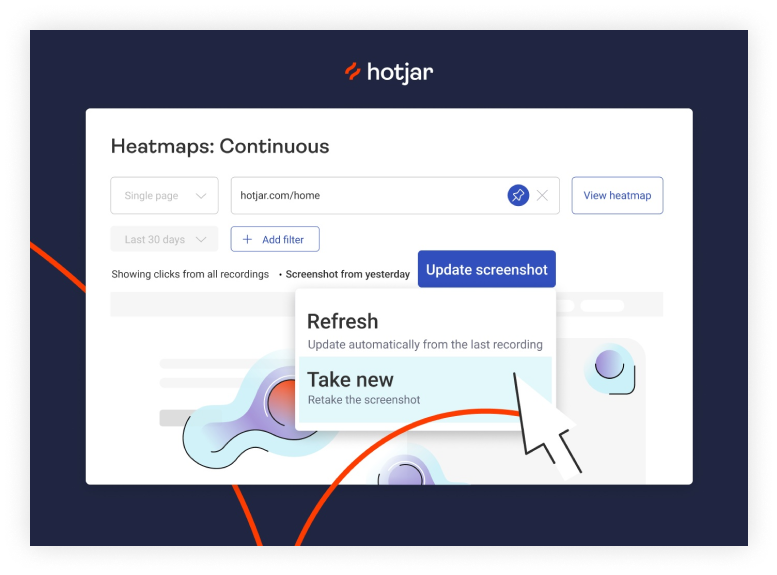 hotjar
Heatmaps: Continuous
Single page
hotjar.com/home
View heatmap
Last 30 days
+ Add filter
Showing clicks from all recordings • Screenshot from yesterday
Update screenshot
Refresh
Update automatically from the last recording
Take new
Retake the screenshot